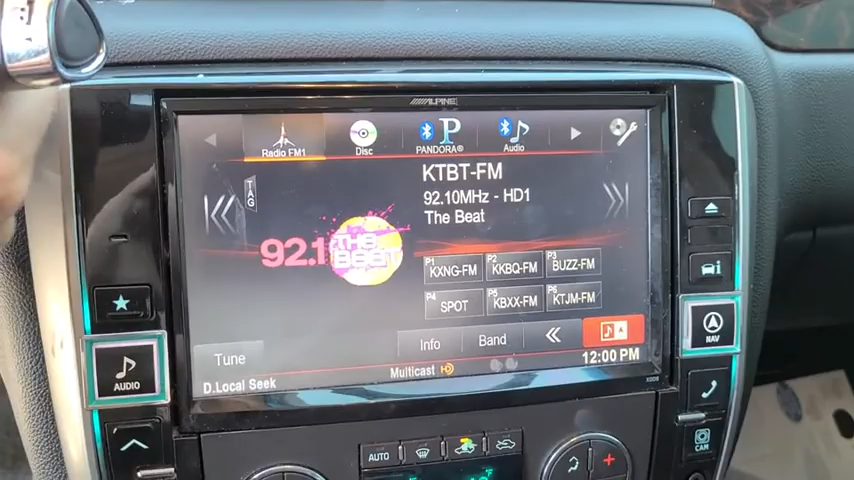 ALPINE
Radio FM1
Disc
P
PANDORA®
Audio
KTBT-FM
TAG
92.10MHz - HD1
The Beat
92.1 THE BEAT
P1 KXNG-FM
P2 KKBQ-FM
P3 BUZZ-FM
P4 SPOT
P5 KBXX-FM
P6 KTJM-FM
Info
Band
Tune
12:00 PM
Multicast HD
D.Local Seek
X009
AUDIO
NAV
CAM
AUTO